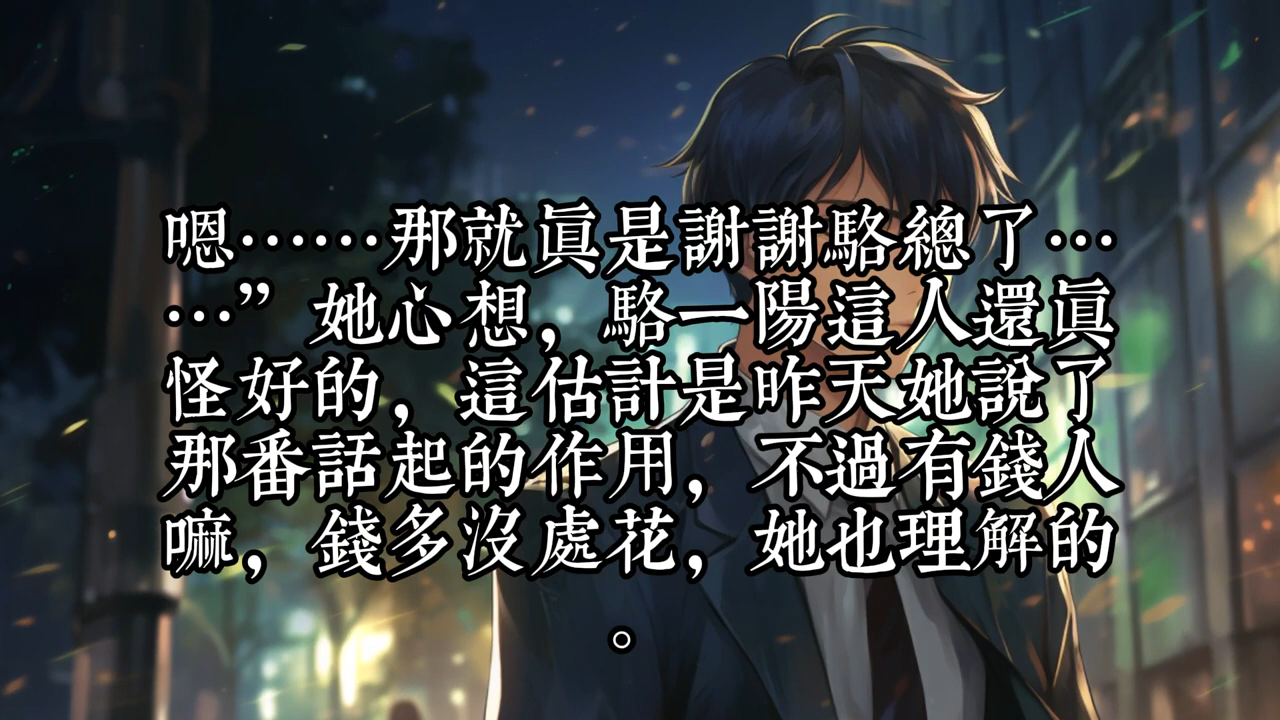 嗯……那就眞是謝謝駱總了…
…”她心想，駱一陽這人還眞
怪好的，這估計是昨天她說了
那番話起的作用，不過有錢人
嘛，錢多沒處花，她也理解的
。